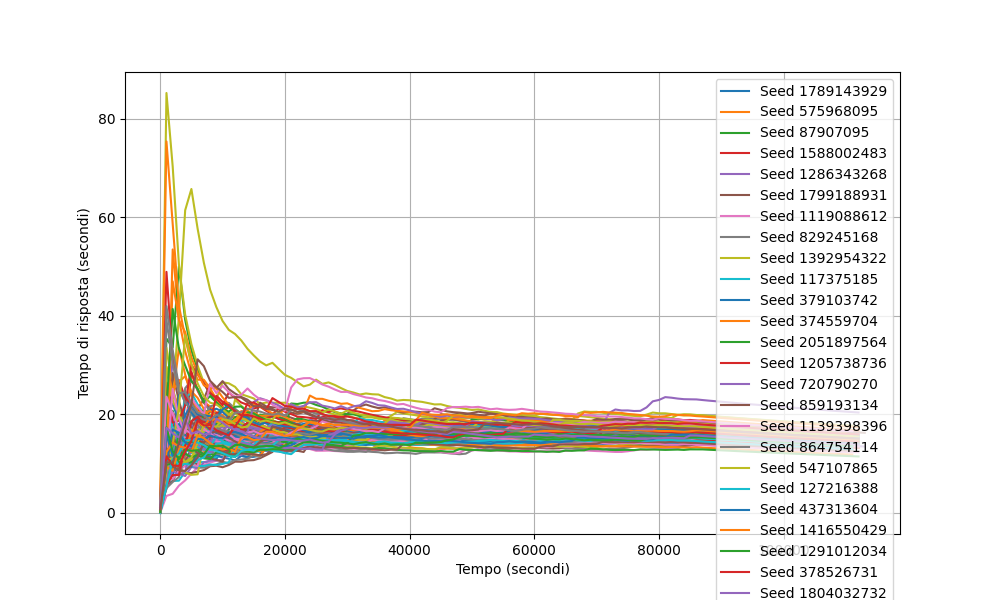 Tempo di risposta (secondi)
80
60
40
20
0
0 20000 40000 60000 80000
Tempo (secondi)
Seed 1789143929
Seed 575968095
Seed 87907095
Seed 1588002483
Seed 1286343268
Seed 1799188931
Seed 1119088612
Seed 829245168
Seed 1392954322
Seed 117375185
Seed 379103742
Seed 374559704
Seed 2051897564
Seed 1205738736
Seed 720790270
Seed 859193134
Seed 1139398396
Seed 864754114
Seed 547107865
Seed 127216388
Seed 437313604
Seed 1416550429
Seed 1291012034
Seed 378526731
Seed 1804032732